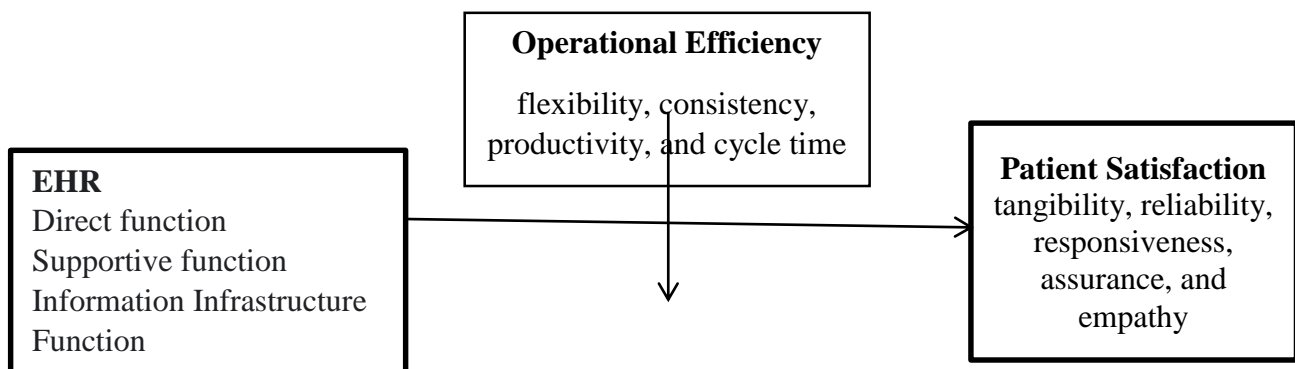 Operational Efficiency
flexibility, consistency,
productivity, and cycle time
EHR
Direct function
Supportive function
Information Infrastructure
Function
Patient Satisfaction
tangibility, reliability,
responsiveness,
assurance, and
empathy